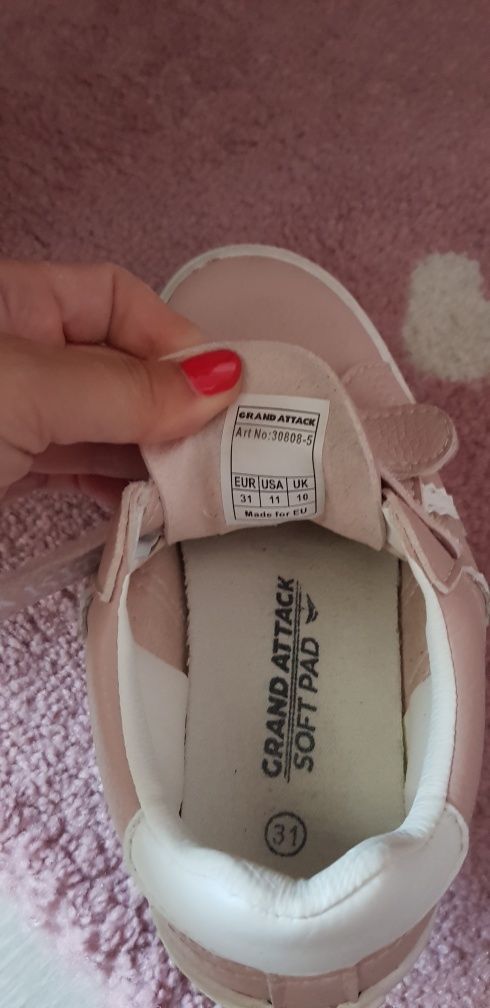 GRAND ATTACK
Art No:30808-5
EUR USA UK
31 11 10
Made for EU
GRAND ATTACK
SOFT PAD
31